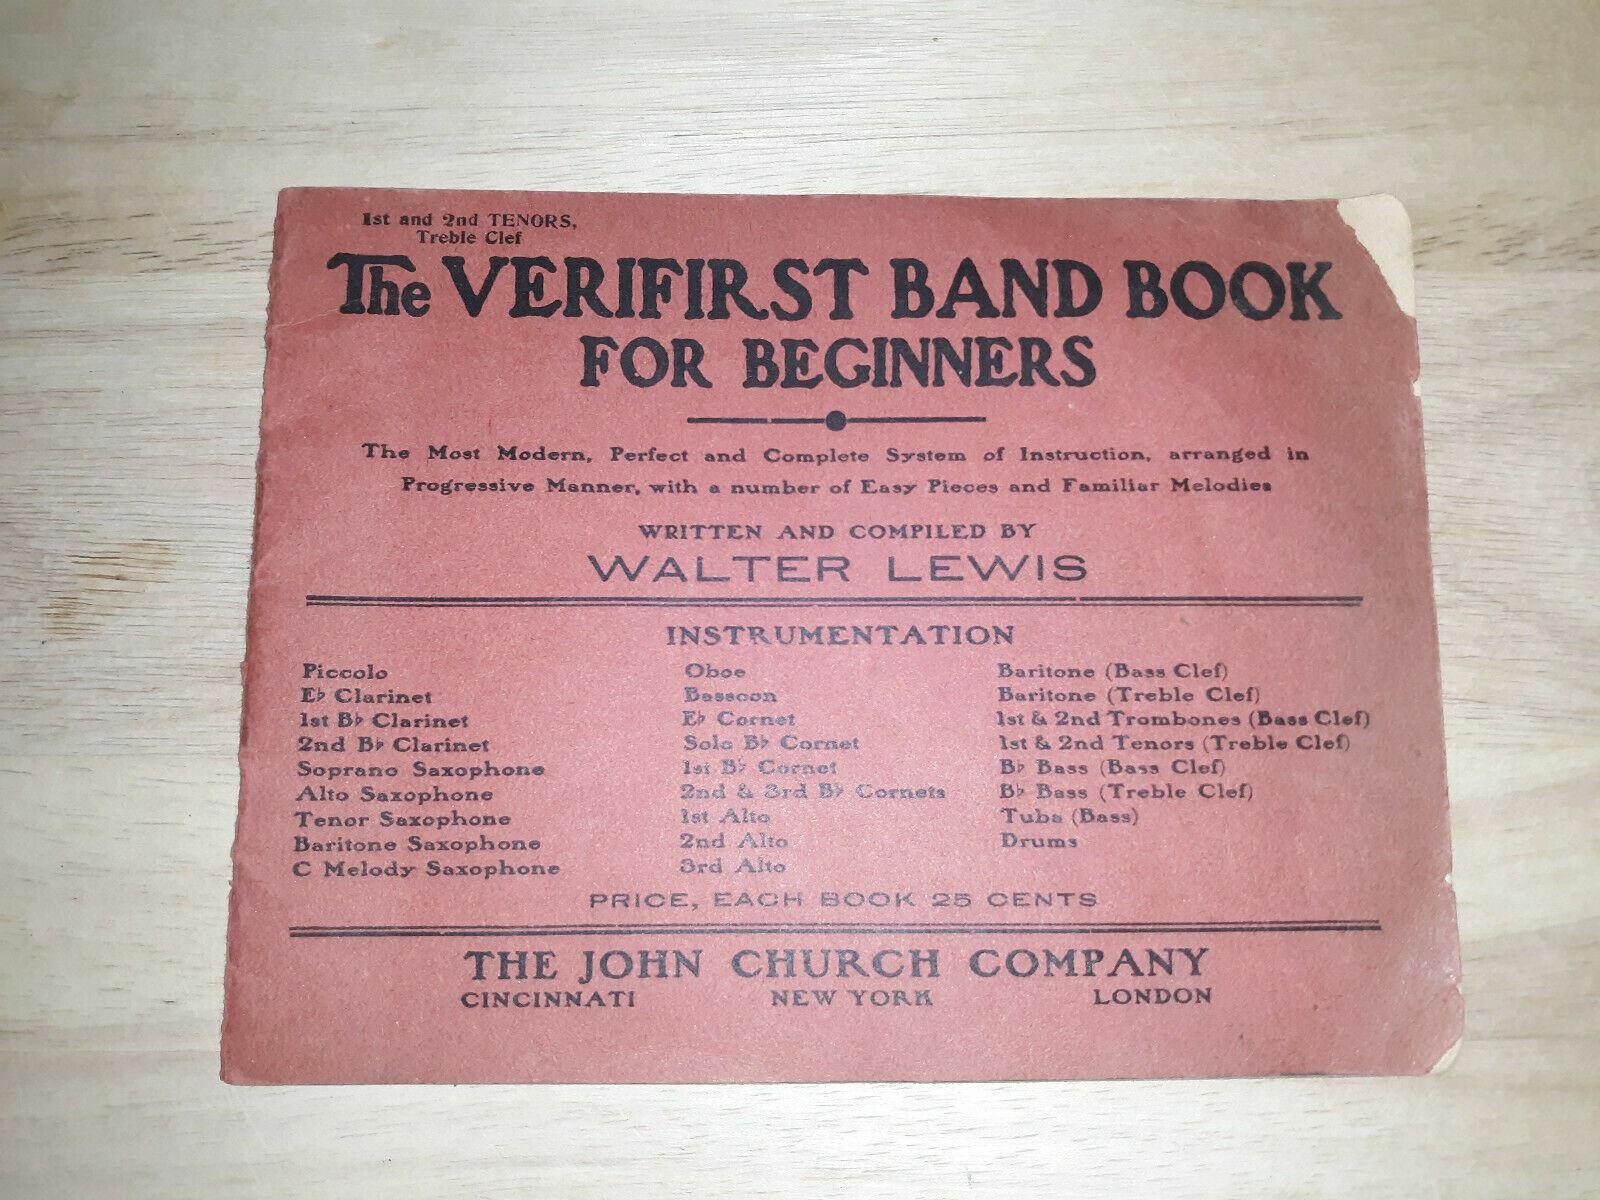 1st and 2nd TENORS,
Treble Clef
The VERIFIRST BAND BOOK
FOR BEGINNERS
The Most Modern, Perfect and Complete System of Instruction, arranged in
Progressive Manner, with a number of Easy Pieces and Familiar Melodies
WRITTEN AND COMPILED BY
WALTER LEWIS
INSTRUMENTATION
Piccolo
E♭ Clarinet
1st B♭ Clarinet
2nd B♭ Clarinet
Soprano Saxophone
Alto Saxophone
Tenor Saxophone
Baritone Saxophone
C Melody Saxophone
Oboe
Bassoon
E♭ Cornet
Solo B♭ Cornet
1st B♭ Cornet
2nd & 3rd B♭ Cornets
1st Alto
2nd Alto
3rd Alto
Baritone (Bass Clef)
Baritone (Treble Clef)
1st & 2nd Trombones (Bass Clef)
1st & 2nd Tenors (Treble Clef)
B♭ Bass (Bass Clef)
B♭ Bass (Treble Clef)
Tuba (Bass)
Drums
PRICE, EACH BOOK 25 CENTS
THE JOHN CHURCH COMPANY
CINCINNATI NEW YORK LONDON